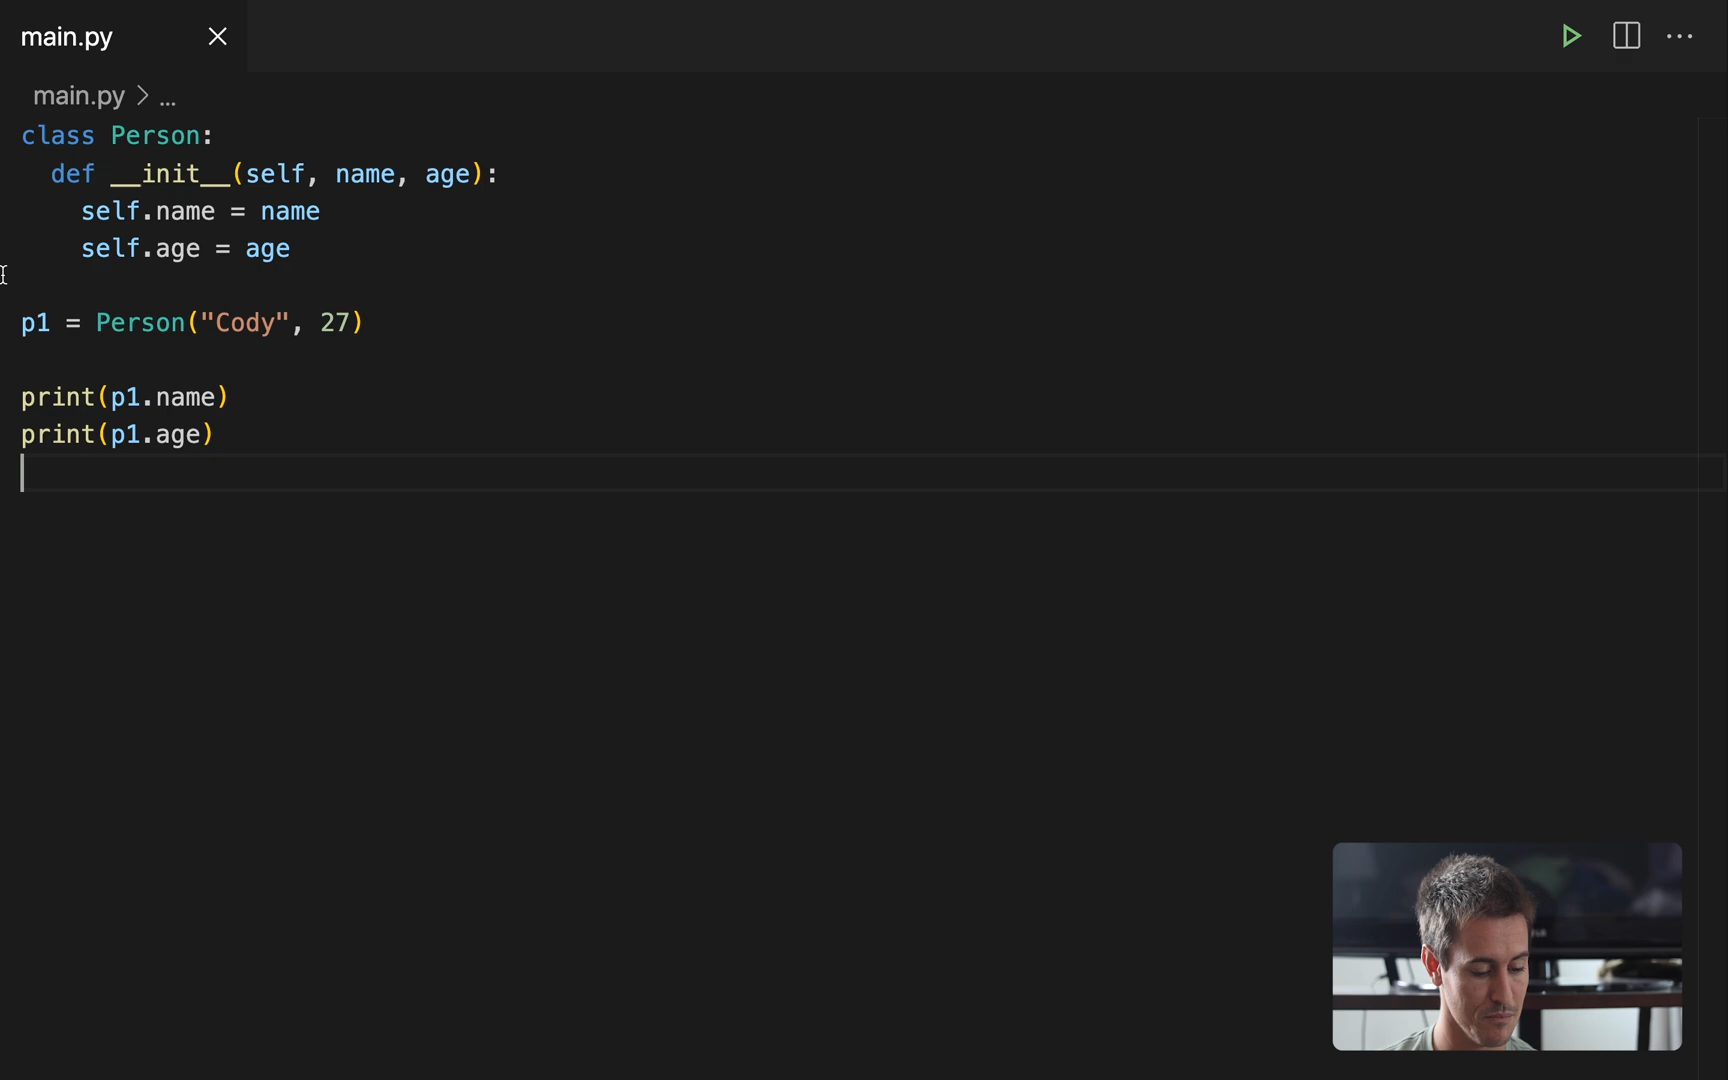 main.py
main.py > ...
class Person:
  def __init__(self, name, age):
    self.name = name
    self.age = age
p1 = Person("Cody", 27)
print(p1.name)
print(p1.age)